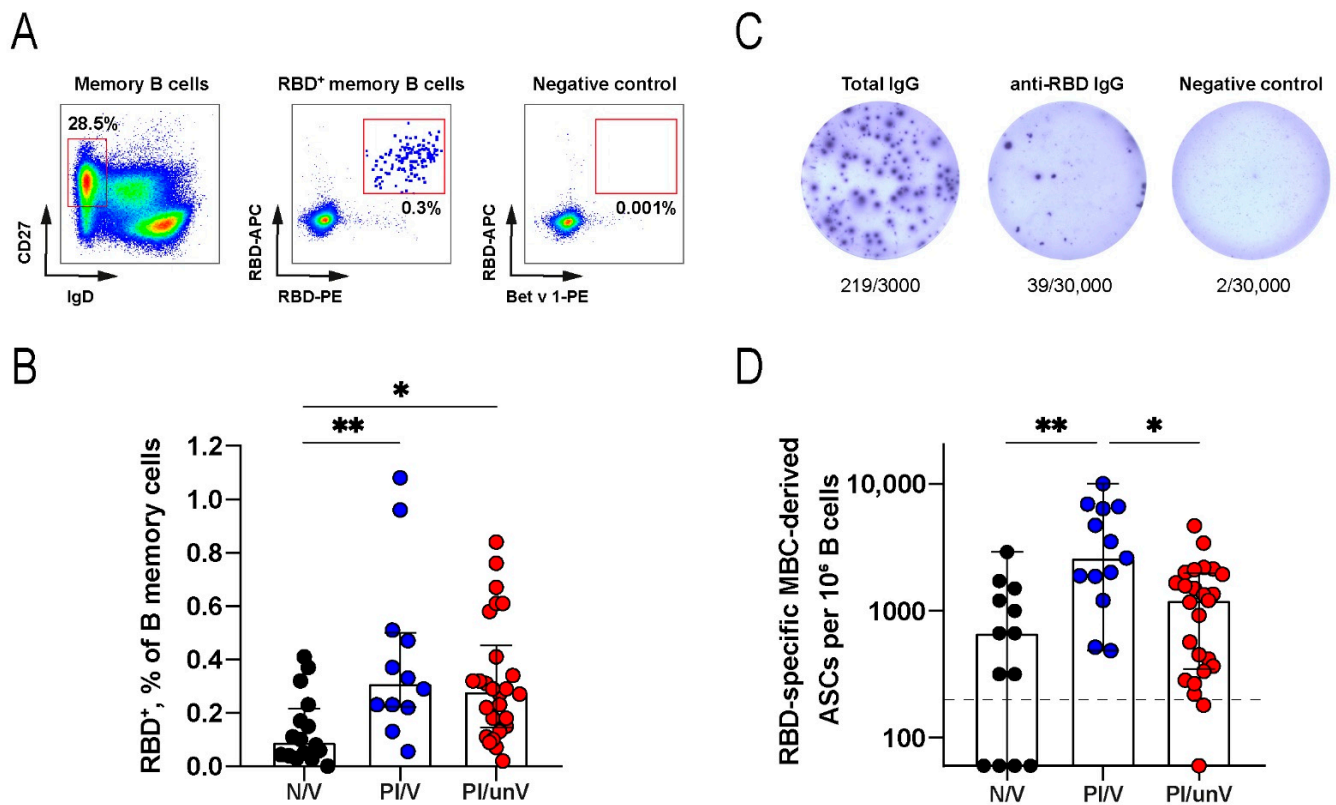 A
Memory B cells
RBD⁺ memory B cells
Negative control
28.5%
0.3%
0.001%
CD27
RBD-APC
RBD-APC
IgD
RBD-PE
Bet v 1-PE
C
Total IgG
anti-RBD IgG
Negative control
219/3000
39/30,000
2/30,000
B
*
**
RBD⁺, % of B memory cells
1.2
1.0
0.8
0.6
0.4
0.2
0.0
N/V
PI/V
PI/unV
D
**
*
RBD-specific MBC-derived
ASCs per 10⁶ B cells
10,000
1000
100
N/V
PI/V
PI/unV